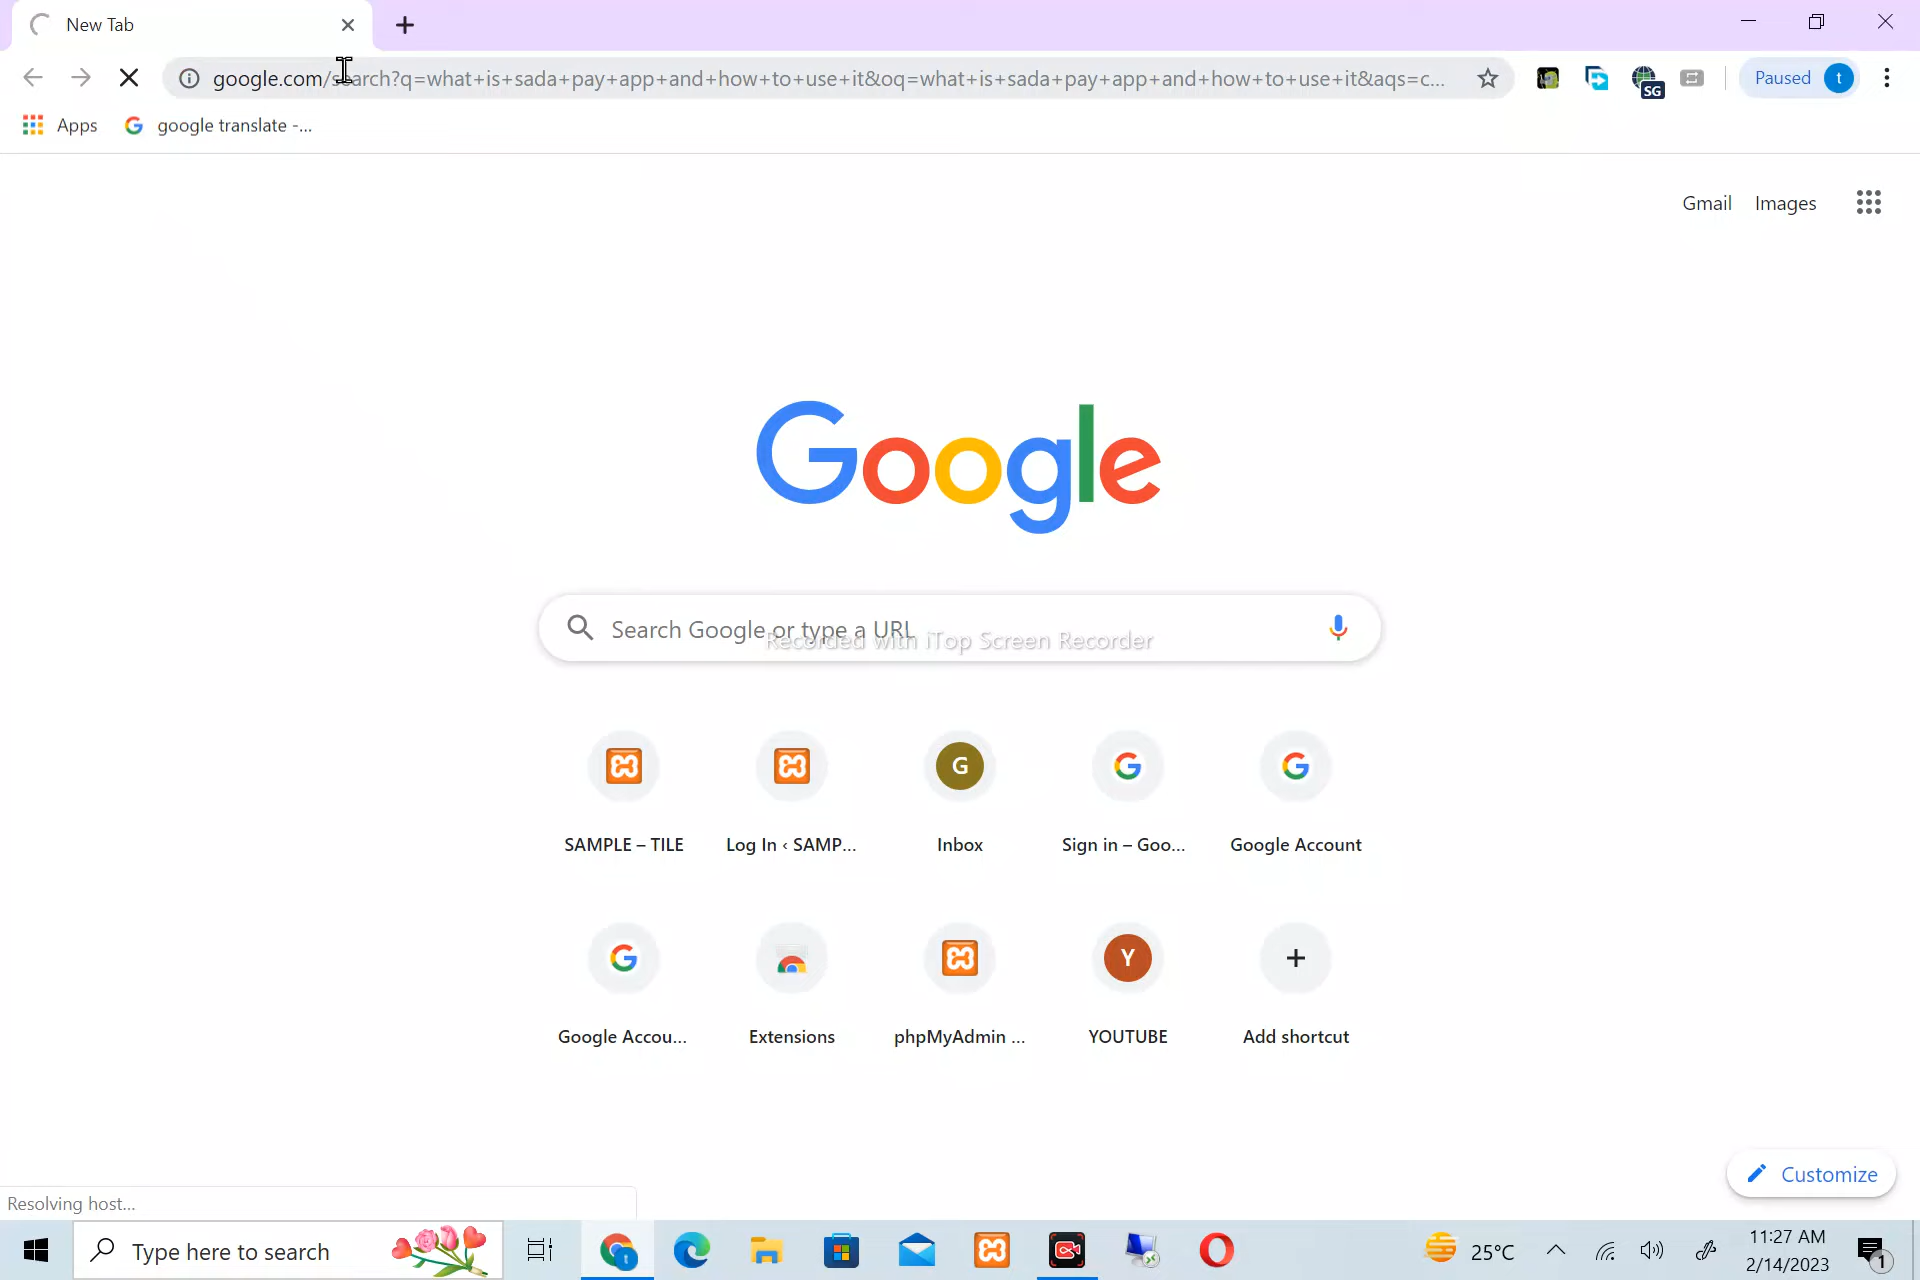 New Tab
google.com/search?q=what+is+sada+pay+app+and+how+to+use+it&oq=what+is+sada+pay+app+and+how+to+use+it&aqs=c...
SG
Paused
t
Apps
google translate -...
Gmail
Images
Google
Search Google or type a URL
Recorded with iTop Screen Recorder
G
SAMPLE – TILE
Log In ‹ SAMP...
Inbox
Sign in – Goo...
Google Account
Y
Google Accou...
Extensions
phpMyAdmin ...
YOUTUBE
Add shortcut
Customize
Resolving host...
Type here to search
25°C
11:27 AM
2/14/2023
1